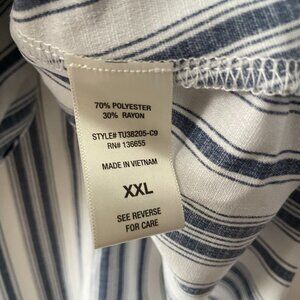 70% POLYESTER
30% RAYON
STYLE# TU38205-C9
RN# 136655
MADE IN VIETNAM
XXL
SEE REVERSE
FOR CARE